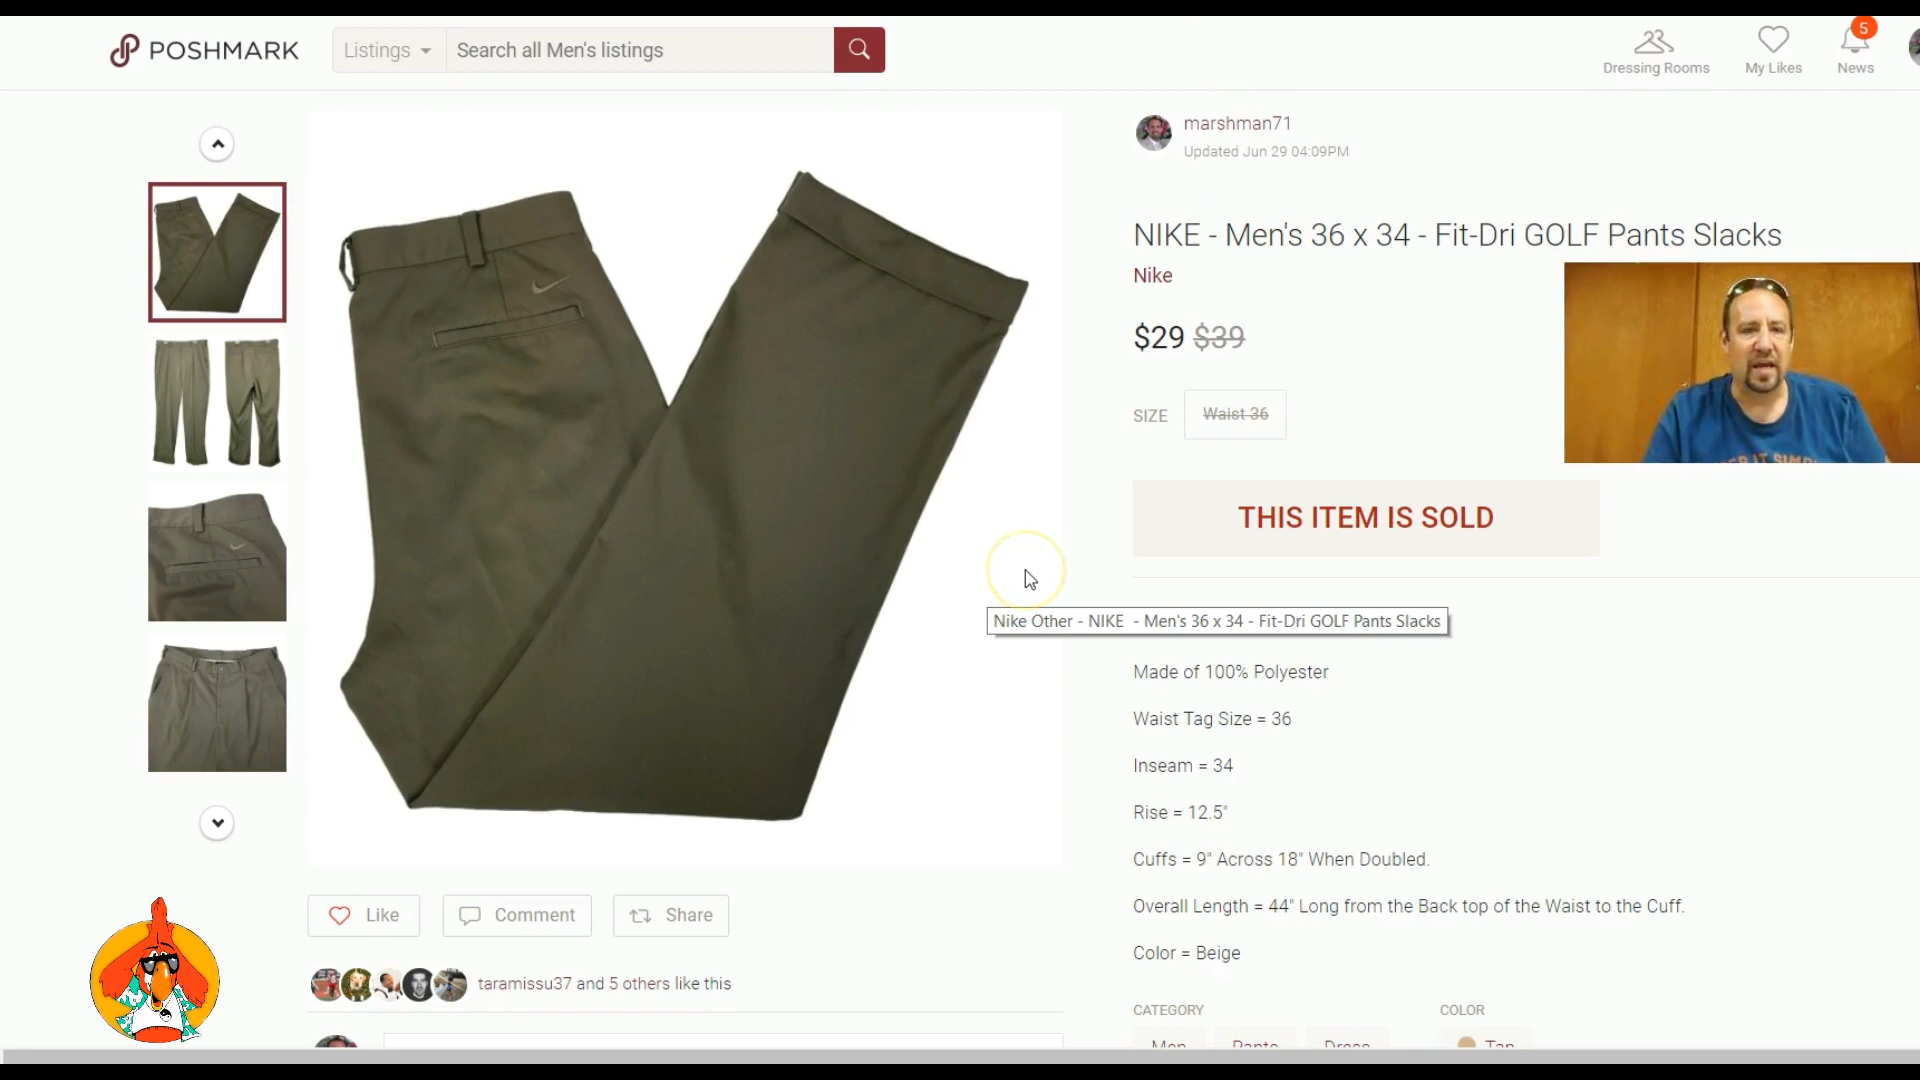 POSHMARK
Listings
Search all Men's listings
5
Dressing Rooms
My Likes
News
marshman71
Updated Jun 29 04:09PM
NIKE - Men's 36 x 34 - Fit-Dri GOLF Pants Slacks
Nike
$29 $39
SIZE
Waist 36
THIS ITEM IS SOLD
Nike Other - NIKE - Men's 36 x 34 - Fit-Dri GOLF Pants Slacks
Made of 100% Polyester
Waist Tag Size = 36
Inseam = 34
Rise = 12.5"
Cuffs = 9" Across 18" When Doubled.
Overall Length = 44" Long from the Back top of the Waist to the Cuff.
Color = Beige
Like
Comment
Share
taramissu37 and 5 others like this
CATEGORY
COLOR
Men
Pants
Dress
Tan